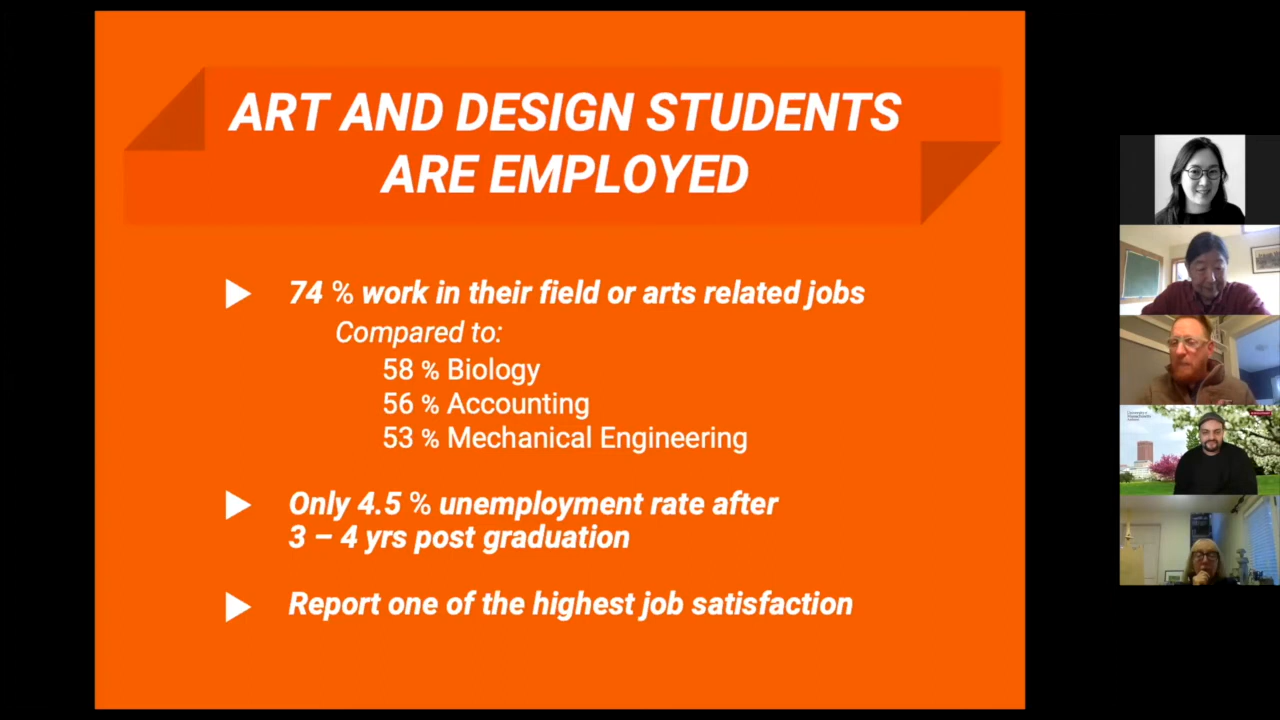 ART AND DESIGN STUDENTS
ARE EMPLOYED
74 % work in their field or arts related jobs
Compared to:
58 % Biology
56 % Accounting
53 % Mechanical Engineering
Only 4.5 % unemployment rate after
3 – 4 yrs post graduation
Report one of the highest job satisfaction